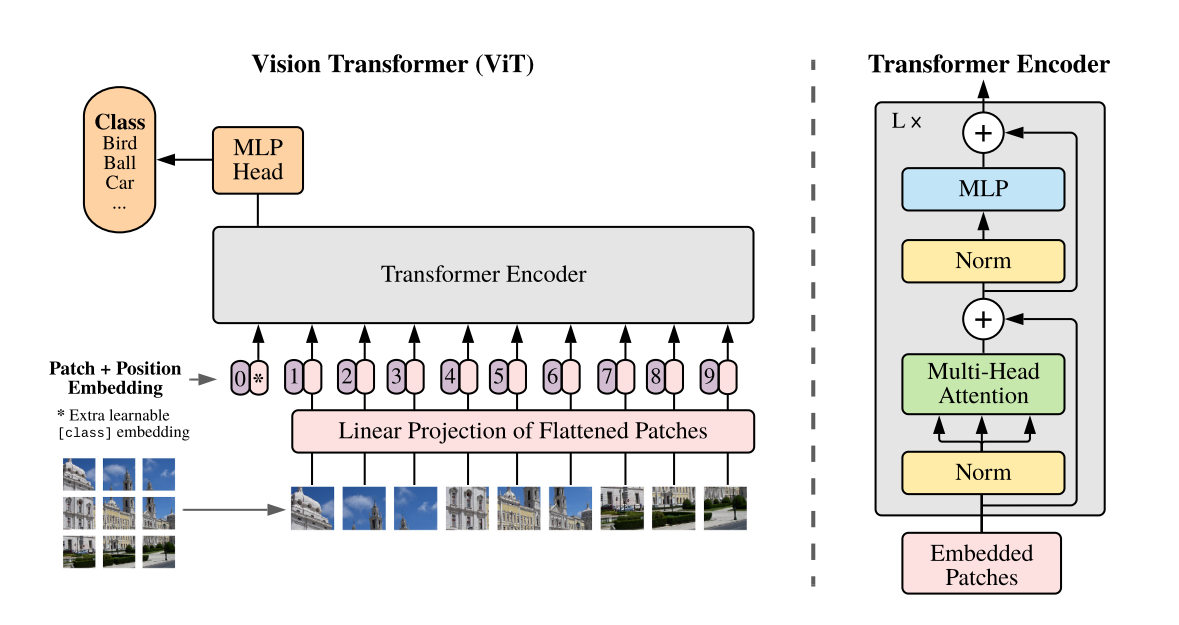 Vision Transformer (ViT)
Class
Bird
Ball
Car
...
MLP
Head
Transformer Encoder
0 * 1 2 3 4 5 6 7 8 9
Patch + Position
Embedding
* Extra learnable
[class] embedding
Linear Projection of Flattened Patches
Transformer Encoder
L x
+
MLP
Norm
+
Multi-Head
Attention
Norm
Embedded
Patches